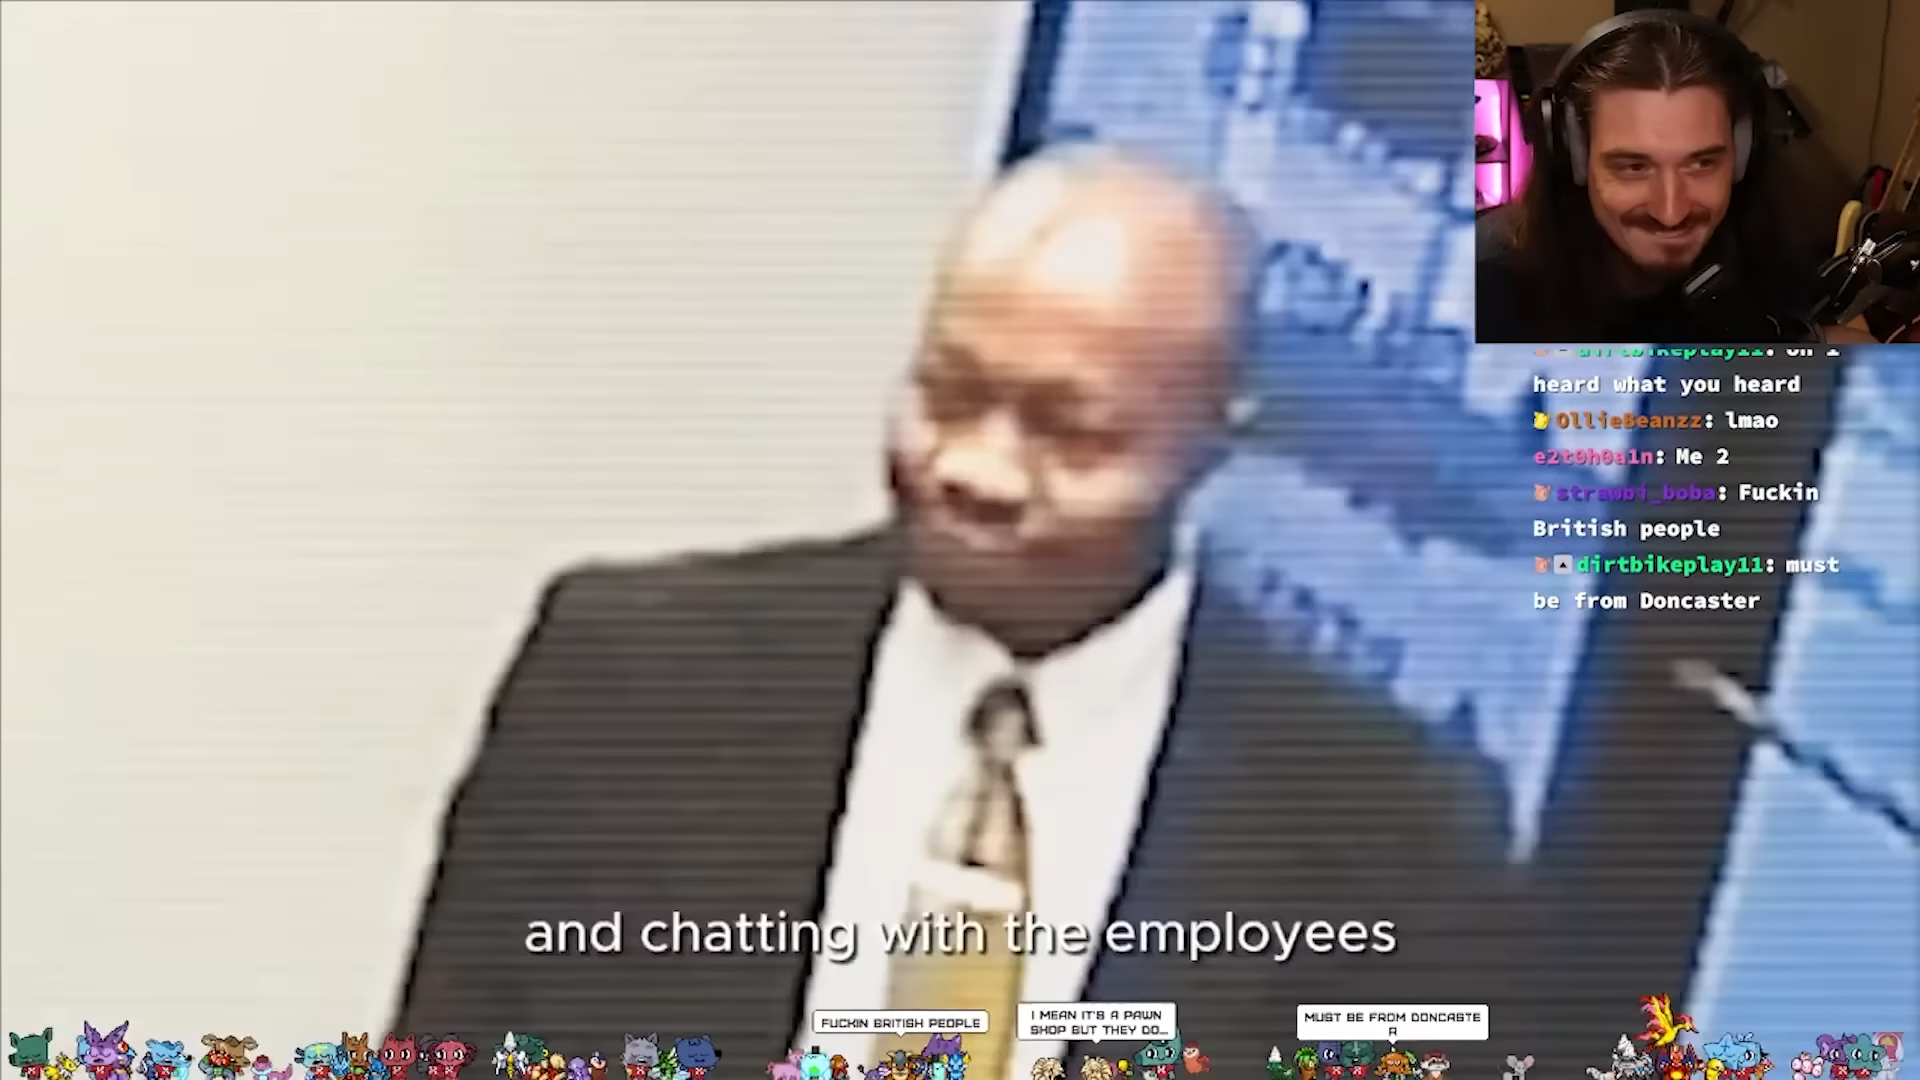 heard what you heard
OllieBeanzz: lmao
e2t0h0a1n: Me 2
strawbi_boba: Fuckin
British people
dirtbikeplay11: must
be from Doncaster
and chatting with the employees
FUCKIN BRITISH PEOPLE
I MEAN IT'S A PAWN
SHOP BUT THEY DO...
MUST BE FROM DONCASTE
R